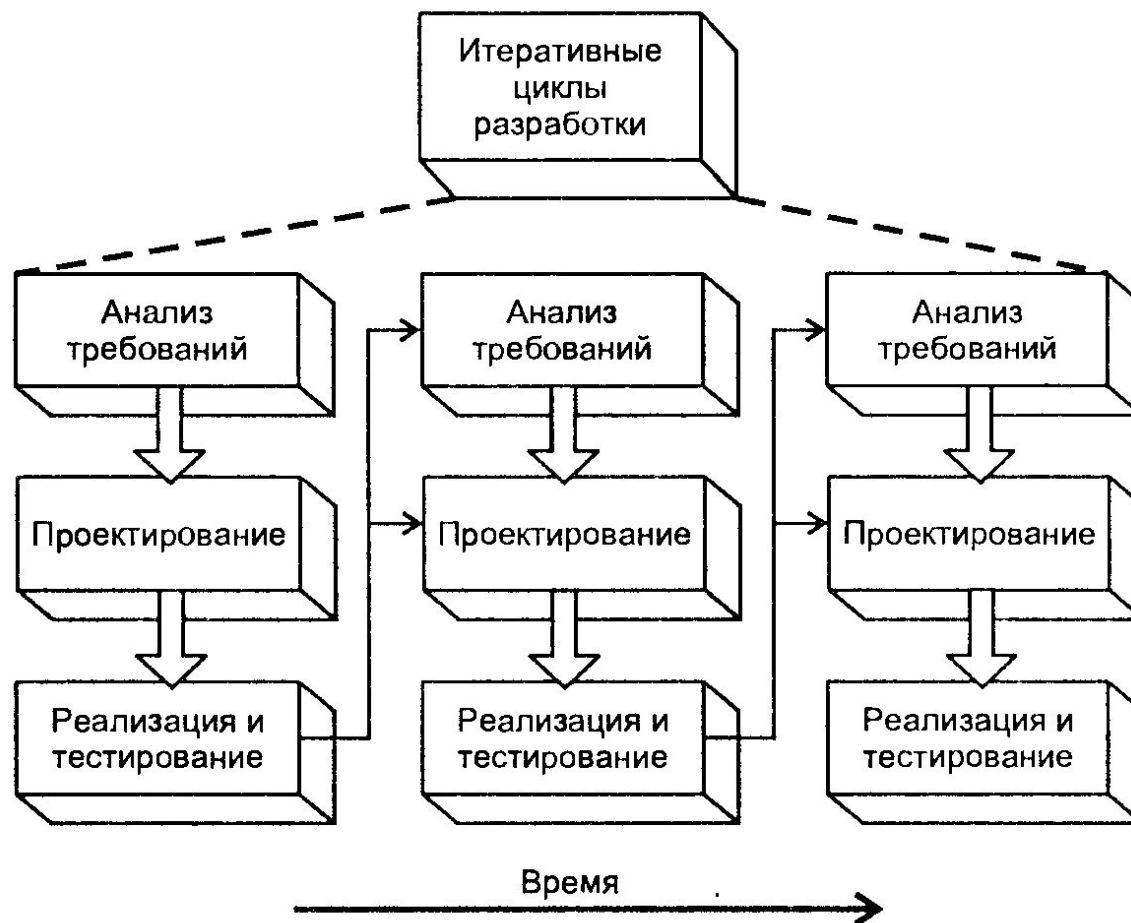 Итеративные
циклы
разработки
Анализ
требований
Анализ
требований
Анализ
требований
Проектирование
Проектирование
Проектирование
Реализация и
тестирование
Реализация и
тестирование
Реализация и
тестирование
Время